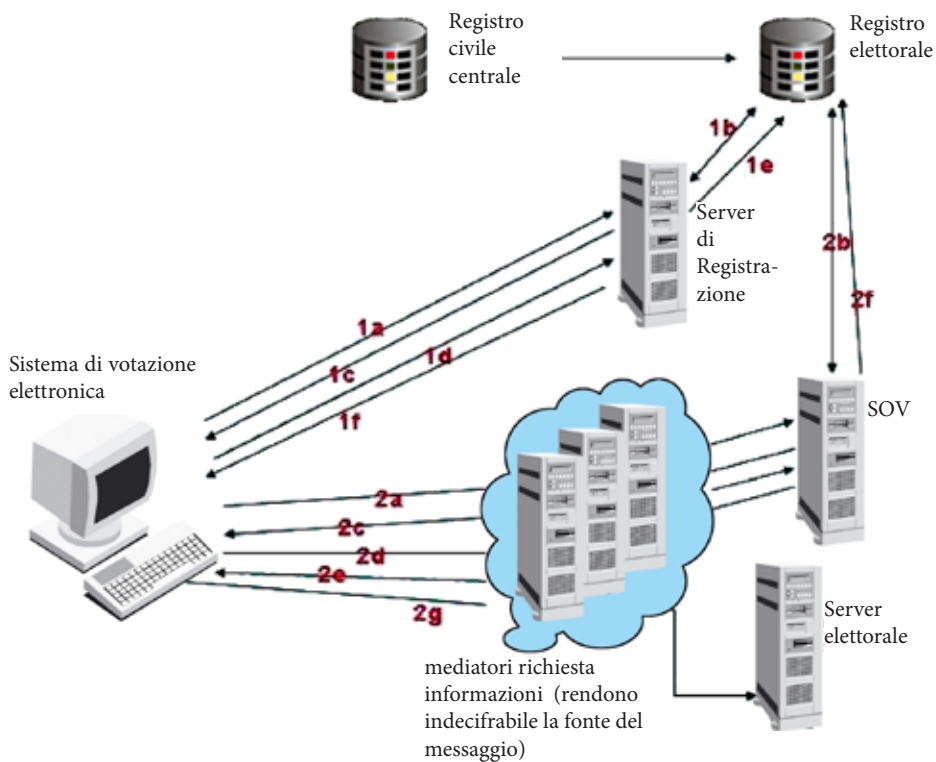 Registro
civile
centrale
Registro
elettorale
1b
1e
Server
di
Registra-
zione
2b
2f
1a
1d
1c
1f
Sistema di votazione
elettronica
SOV
2a
2c
2d
2e
2g
Server
elettorale
mediatori richiesta
informazioni (rendono
indecifrabile la fonte del
messaggio)